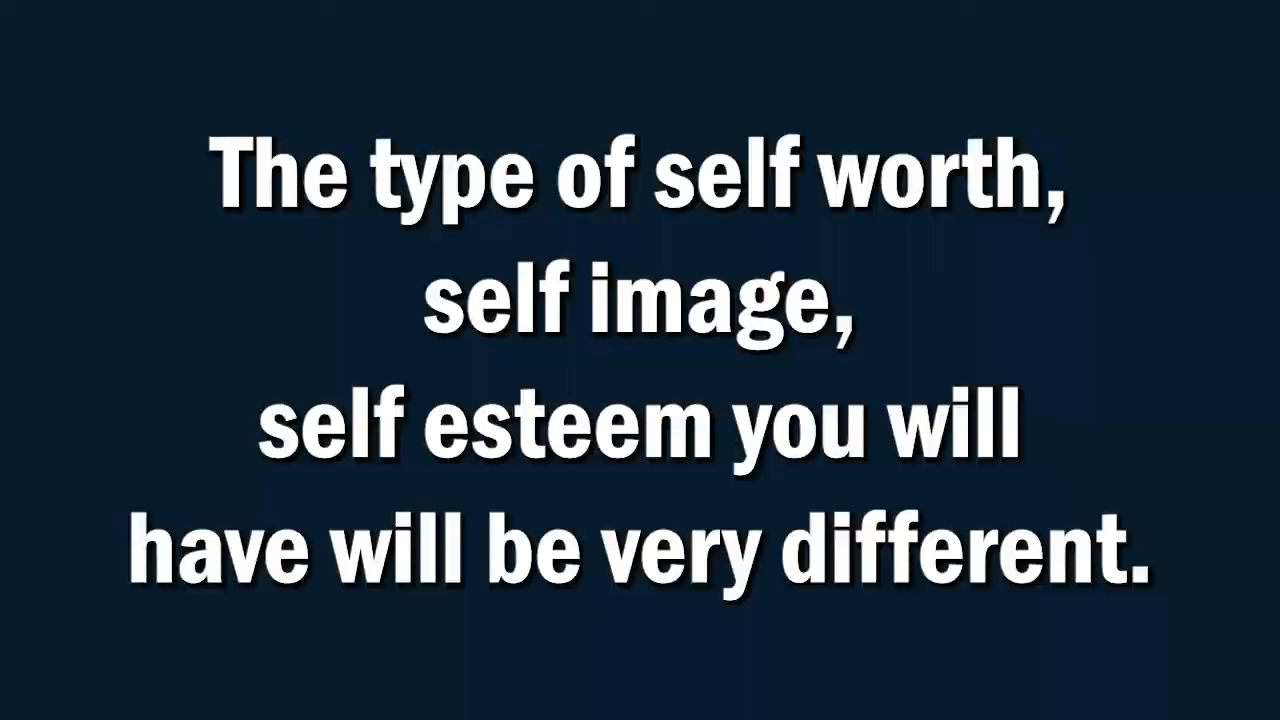 The type of self worth,
self image,
self esteem you will
have will be very different.